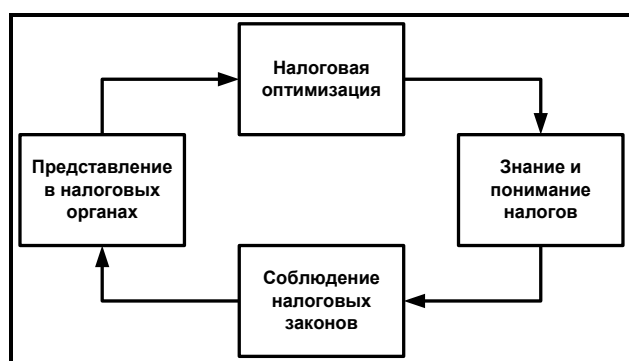 Налоговая
оптимизация
Представление
в налоговых
органах
Знание и
понимание
налогов
Соблюдение
налоговых
законов